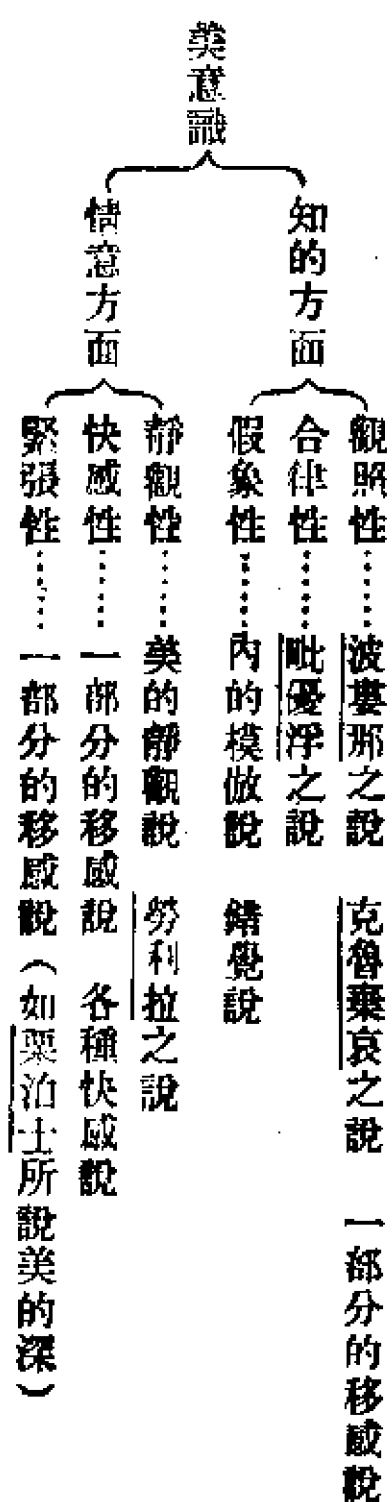 美意識
知的方面
觀照性……波婁那之說　克魯棄哀之說　一部分的移感說
合律性……毗優浮之說
假象性……內的模倣說　錯覺說
情意方面
靜觀性……美的靜觀說　勞利拉之說
快感性……一部分的移感說　各種快感說
緊張性……一部分的移感說（如栗泊士所說美的深）